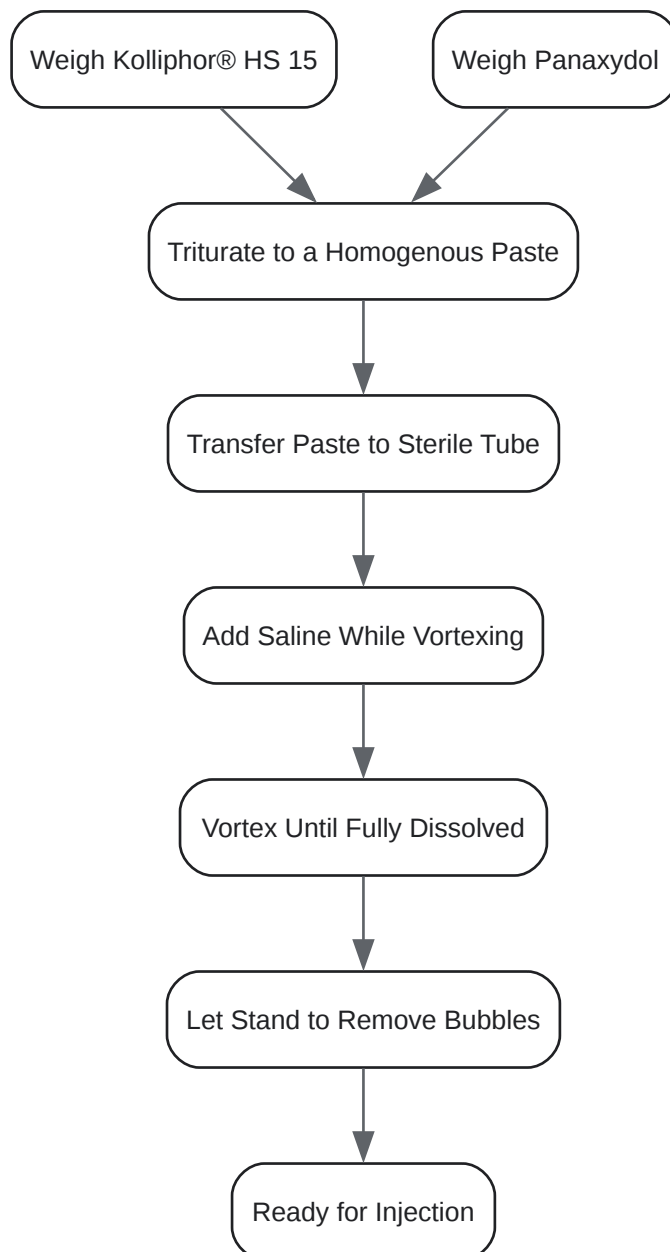 Weigh Kolliphor® HS 15
Weigh Panaxydol
Triturate to a Homogenous Paste
Transfer Paste to Sterile Tube
Add Saline While Vortexing
Vortex Until Fully Dissolved
Let Stand to Remove Bubbles
Ready for Injection